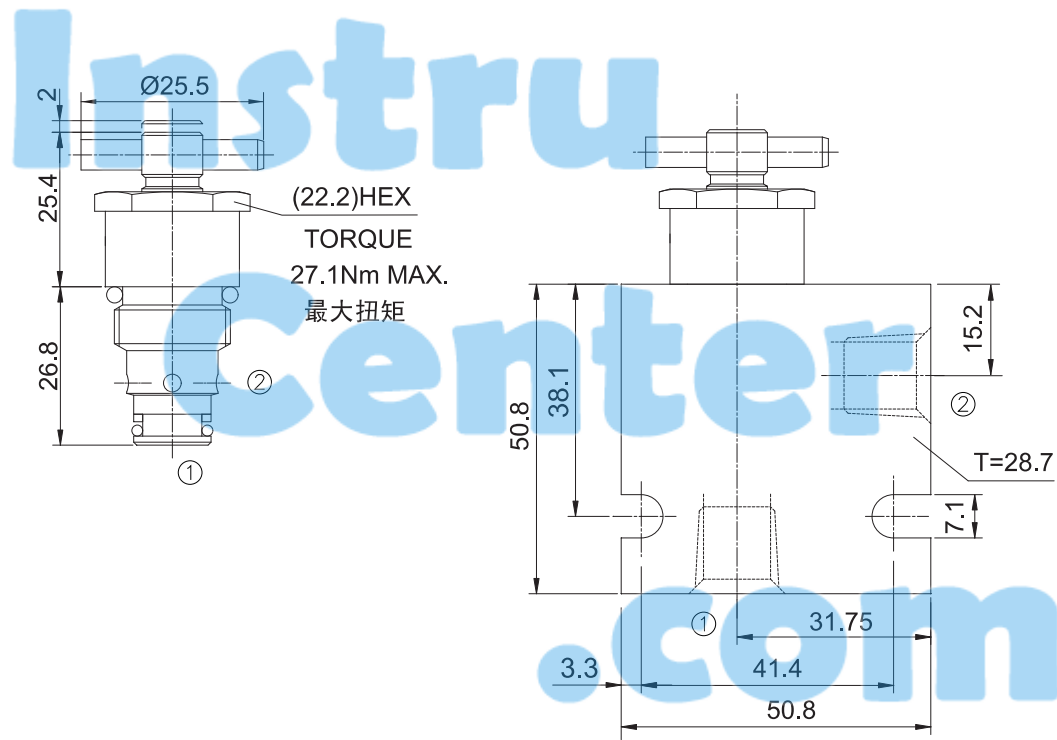 Instru
Center
.com
2
Ø25.5
25.4
(22.2)HEX
TORQUE
27.1Nm MAX.
最大扭矩
26.8
②
①
15.2
38.1
50.8
②
T=28.7
7.1
①
31.75
3.3
41.4
50.8